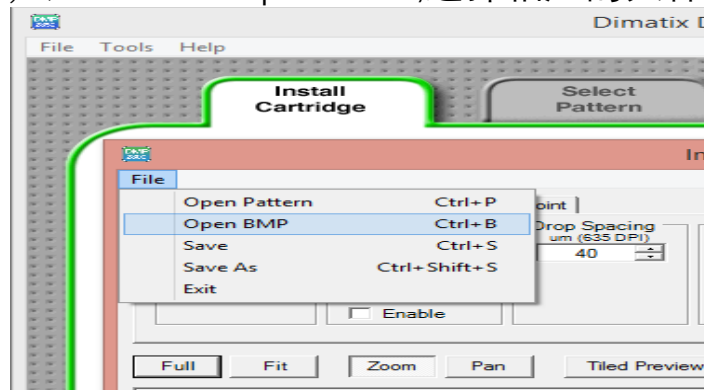 Dimatix D
File Tools Help
Install
Cartridge
Select
Pattern
In
File
Open Pattern Ctrl+P
Open BMP Ctrl+B
Save Ctrl+S
Save As Ctrl+Shift+S
Exit
oint
Drop Spacing
um (635 DPI)
40
Enable
Full Fit Zoom Pan Tiled Preview